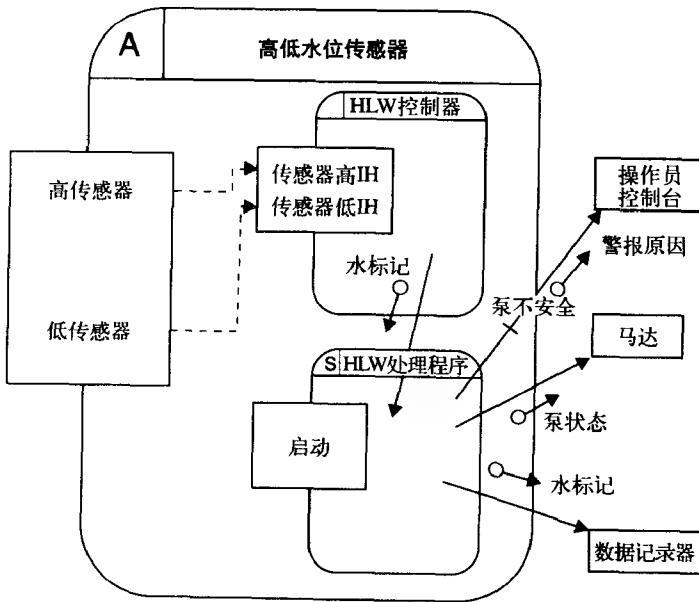 A
高低水位传感器
HLW控制器
高传感器
低传感器
传感器高IH
传感器低IH
水标记
操作员
控制台
警报原因
泵不安全
马达
S HLW处理程序
启动
泵状态
水标记
数据记录器